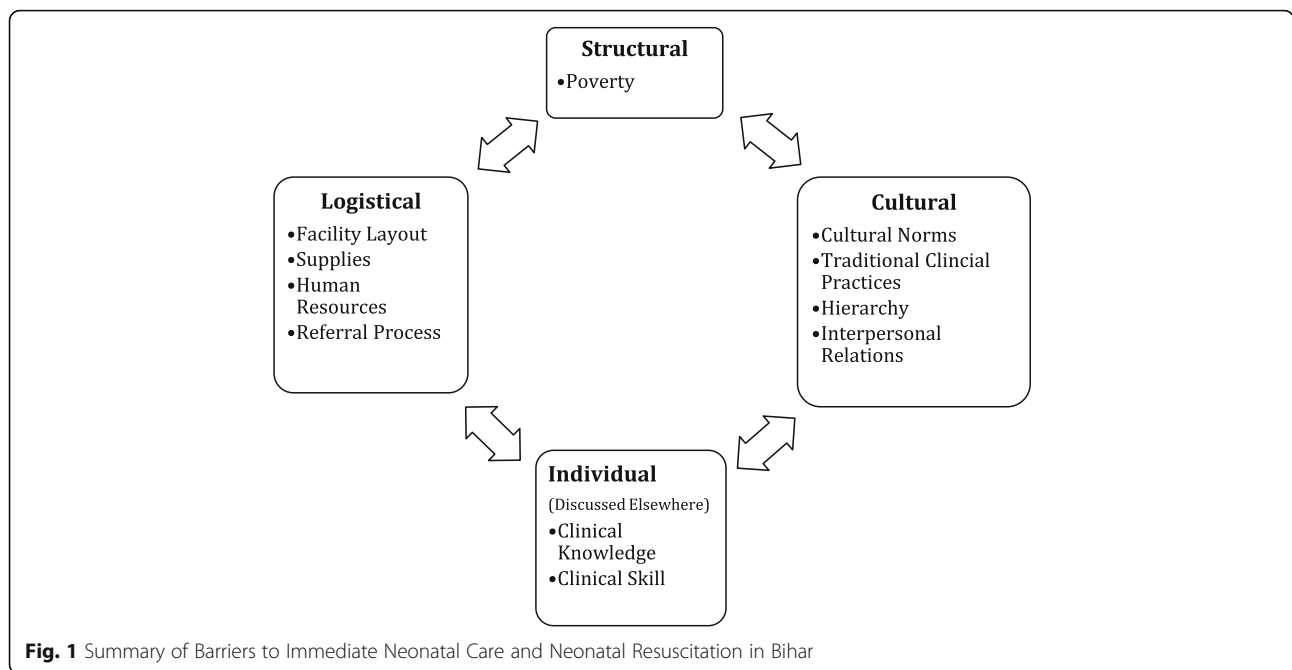 Structural
•Poverty
Logistical
•Facility Layout
•Supplies
•Human
Resources
•Referral Process
Cultural
•Cultural Norms
•Traditional Clincial
Practices
•Hierarchy
•Interpersonal
Relations
Individual
(Discussed Elsewhere)
•Clinical
Knowledge
•Clinical Skill
Fig. 1 Summary of Barriers to Immediate Neonatal Care and Neonatal Resuscitation in Bihar